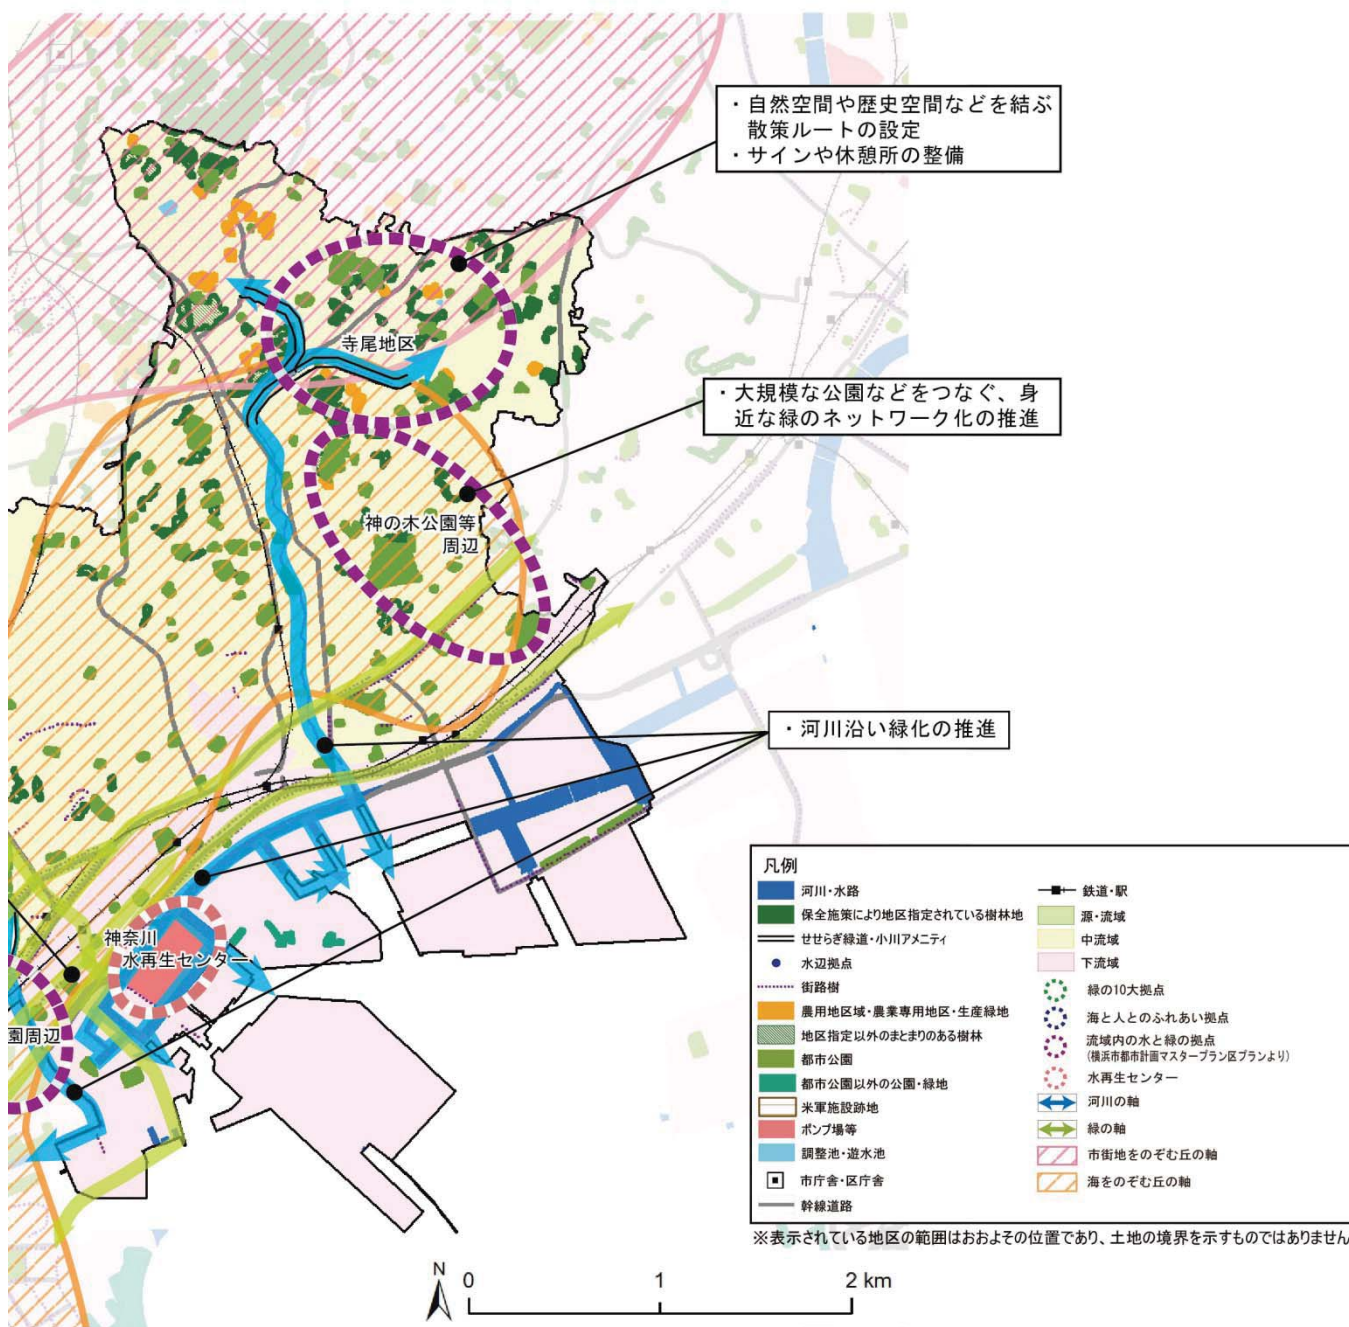 ・自然空間や歴史空間などを結ぶ
散策ルートの設定
・サインや休憩所の整備
寺尾地区
・大規模な公園などをつなぐ、身
近な緑のネットワーク化の推進
神の木公園等
周辺
・河川沿い緑化の推進
神奈川
水再生センター
園周辺
凡例
河川・水路
保全施策により地区指定されている樹林地
せせらぎ緑道・小川アメニティ
水辺拠点
街路樹
農用地区域・農業専用地区・生産緑地
地区指定以外のまとまりのある樹林
都市公園
都市公園以外の公園・緑地
米軍施設跡地
ポンプ場等
調整池・遊水池
市庁舎・区庁舎
幹線道路
鉄道・駅
源・流域
中流域
下流域
緑の10大拠点
海と人とのふれあい拠点
流域内の水と緑の拠点
(横浜市都市計画マスタープラン区プランより)
水再生センター
河川の軸
緑の軸
市街地をのぞむ丘の軸
海をのぞむ丘の軸
※表示されている地区の範囲はおおよその位置であり、土地の境界を示すものではありません
N
0 1 2 km